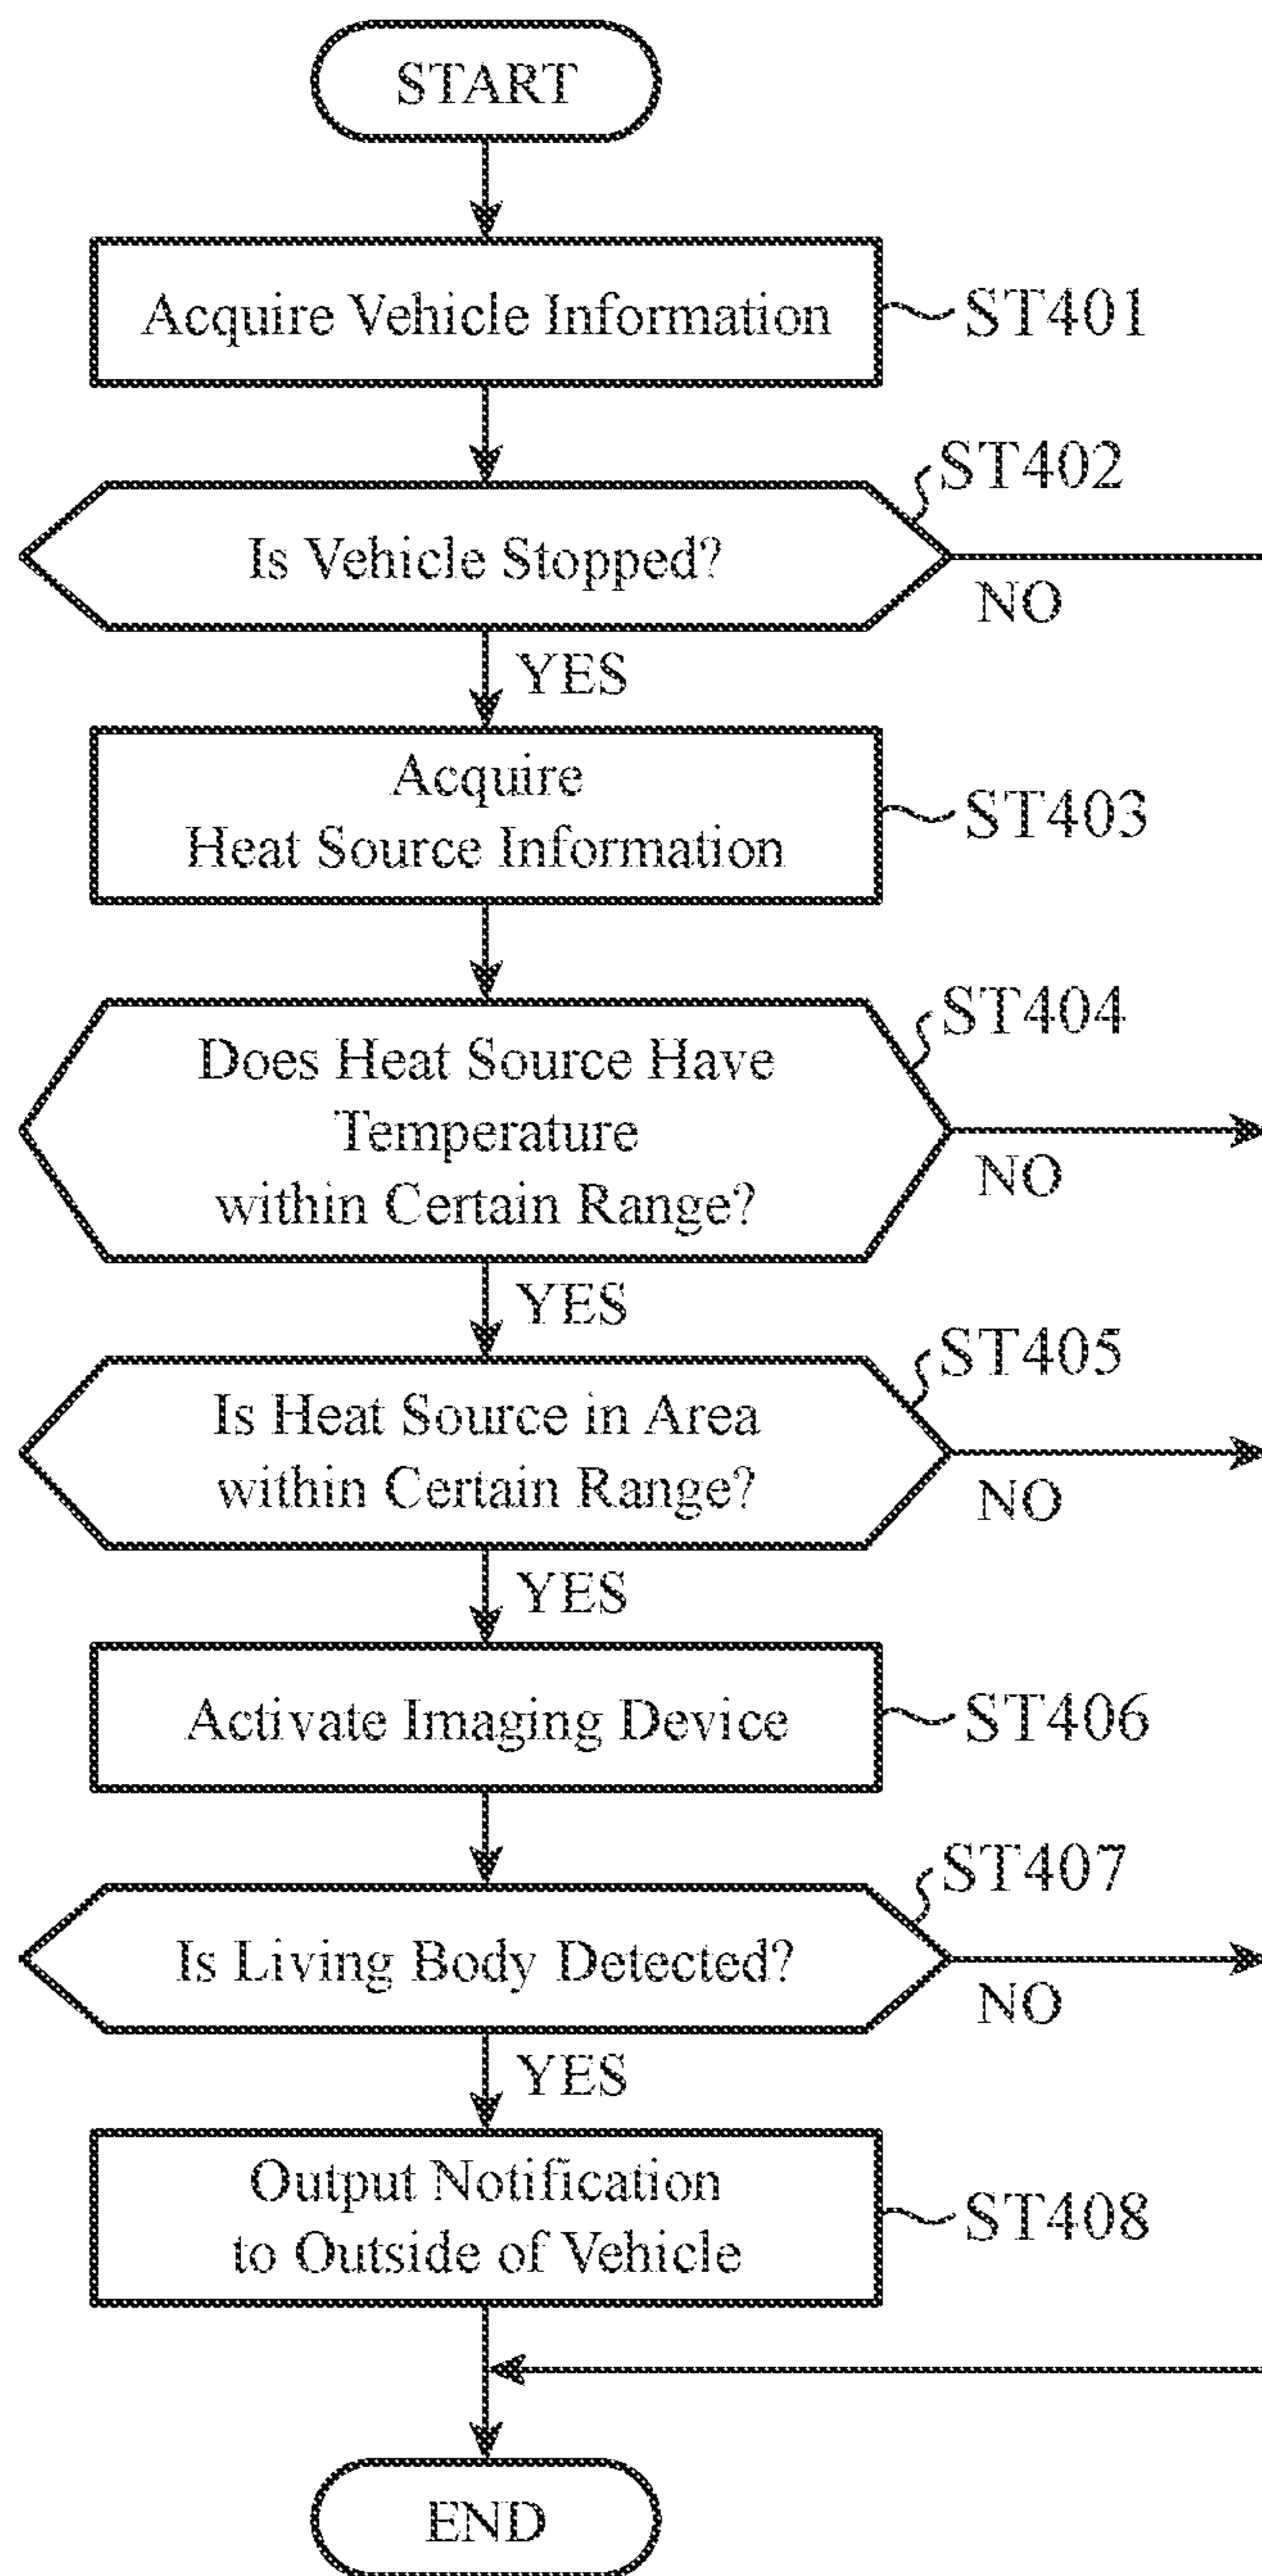 START
Acquire Vehicle Information
ST401
ST402
Is Vehicle Stopped?
NO
YES
Acquire
Heat Source Information
ST403
ST404
Does Heat Source Have
Temperature
within Certain Range?
NO
YES
ST405
Is Heat Source in Area
within Certain Range?
NO
YES
Activate Imaging Device
ST406
ST407
Is Living Body Detected?
NO
YES
Output Notification
to Outside of Vehicle
ST408
END